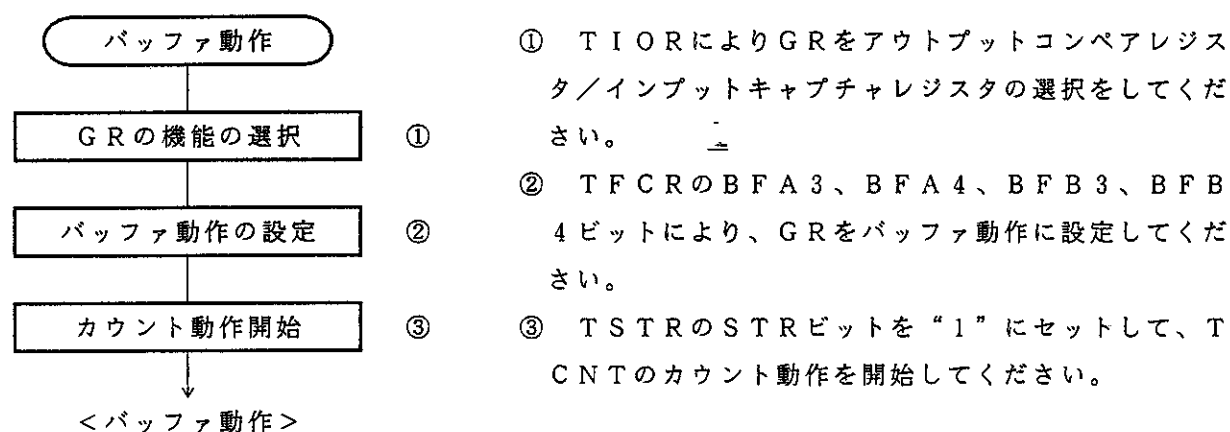 バッファ動作
GRの機能の選択 ①
バッファ動作の設定 ②
カウント動作開始 ③
<バッファ動作>
① TIORによりGRをアウトプットコンペアレジス
タ/インプットキャプチャレジスタの選択をしてくだ
さい。
② TFCRのBFA3、BFA4、BFB3、BFB
4ビットにより、GRをバッファ動作に設定してくだ
さい。
③ TSTRのSTRビットを“1”にセットして、T
CNTのカウント動作を開始してください。